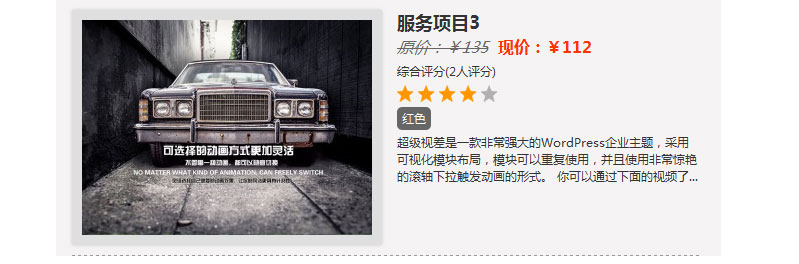 服务项目3
原价：￥135 现价：￥112
综合评分(2人评分)
红色
超级视差是一款非常强大的WordPress企业主题，采用
可视化模块布局，模块可以重复使用，并且使用非常惊艳
的滚轴下拉触发动画的形式。 你可以通过下面的视频了...
可选择的动画方式更加灵活
不管哪一种动画，都可以随意切换
NO MATTER WHAT KIND OF ANIMATION, CAN FREELY SWITCH